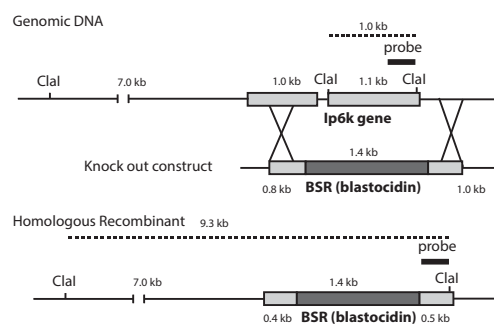 Genomic DNA
1.0 kb
probe
ClaI
7.0 kb
1.0 kb
ClaI
1.1 kb
ClaI
Ip6k gene
Knock out construct
1.4 kb
0.8 kb
BSR (blastocidin)
1.0 kb
Homologous Recombinant
9.3 kb
probe
ClaI
7.0 kb
1.4 kb
ClaI
0.4 kb
BSR (blastocidin)
0.5 kb